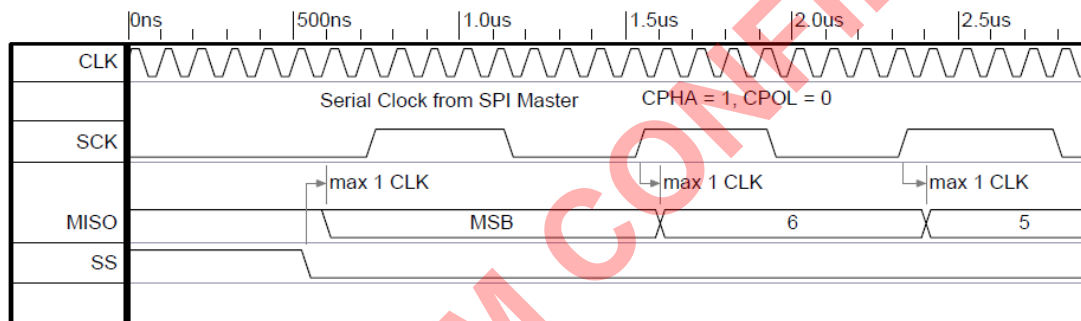 0ns 500ns 1.0us 1.5us 2.0us 2.5us
CLK
Serial Clock from SPI Master CPHA = 1, CPOL = 0
SCK
max 1 CLK max 1 CLK max 1 CLK
MISO MSB 6 5
SS
M CONFI